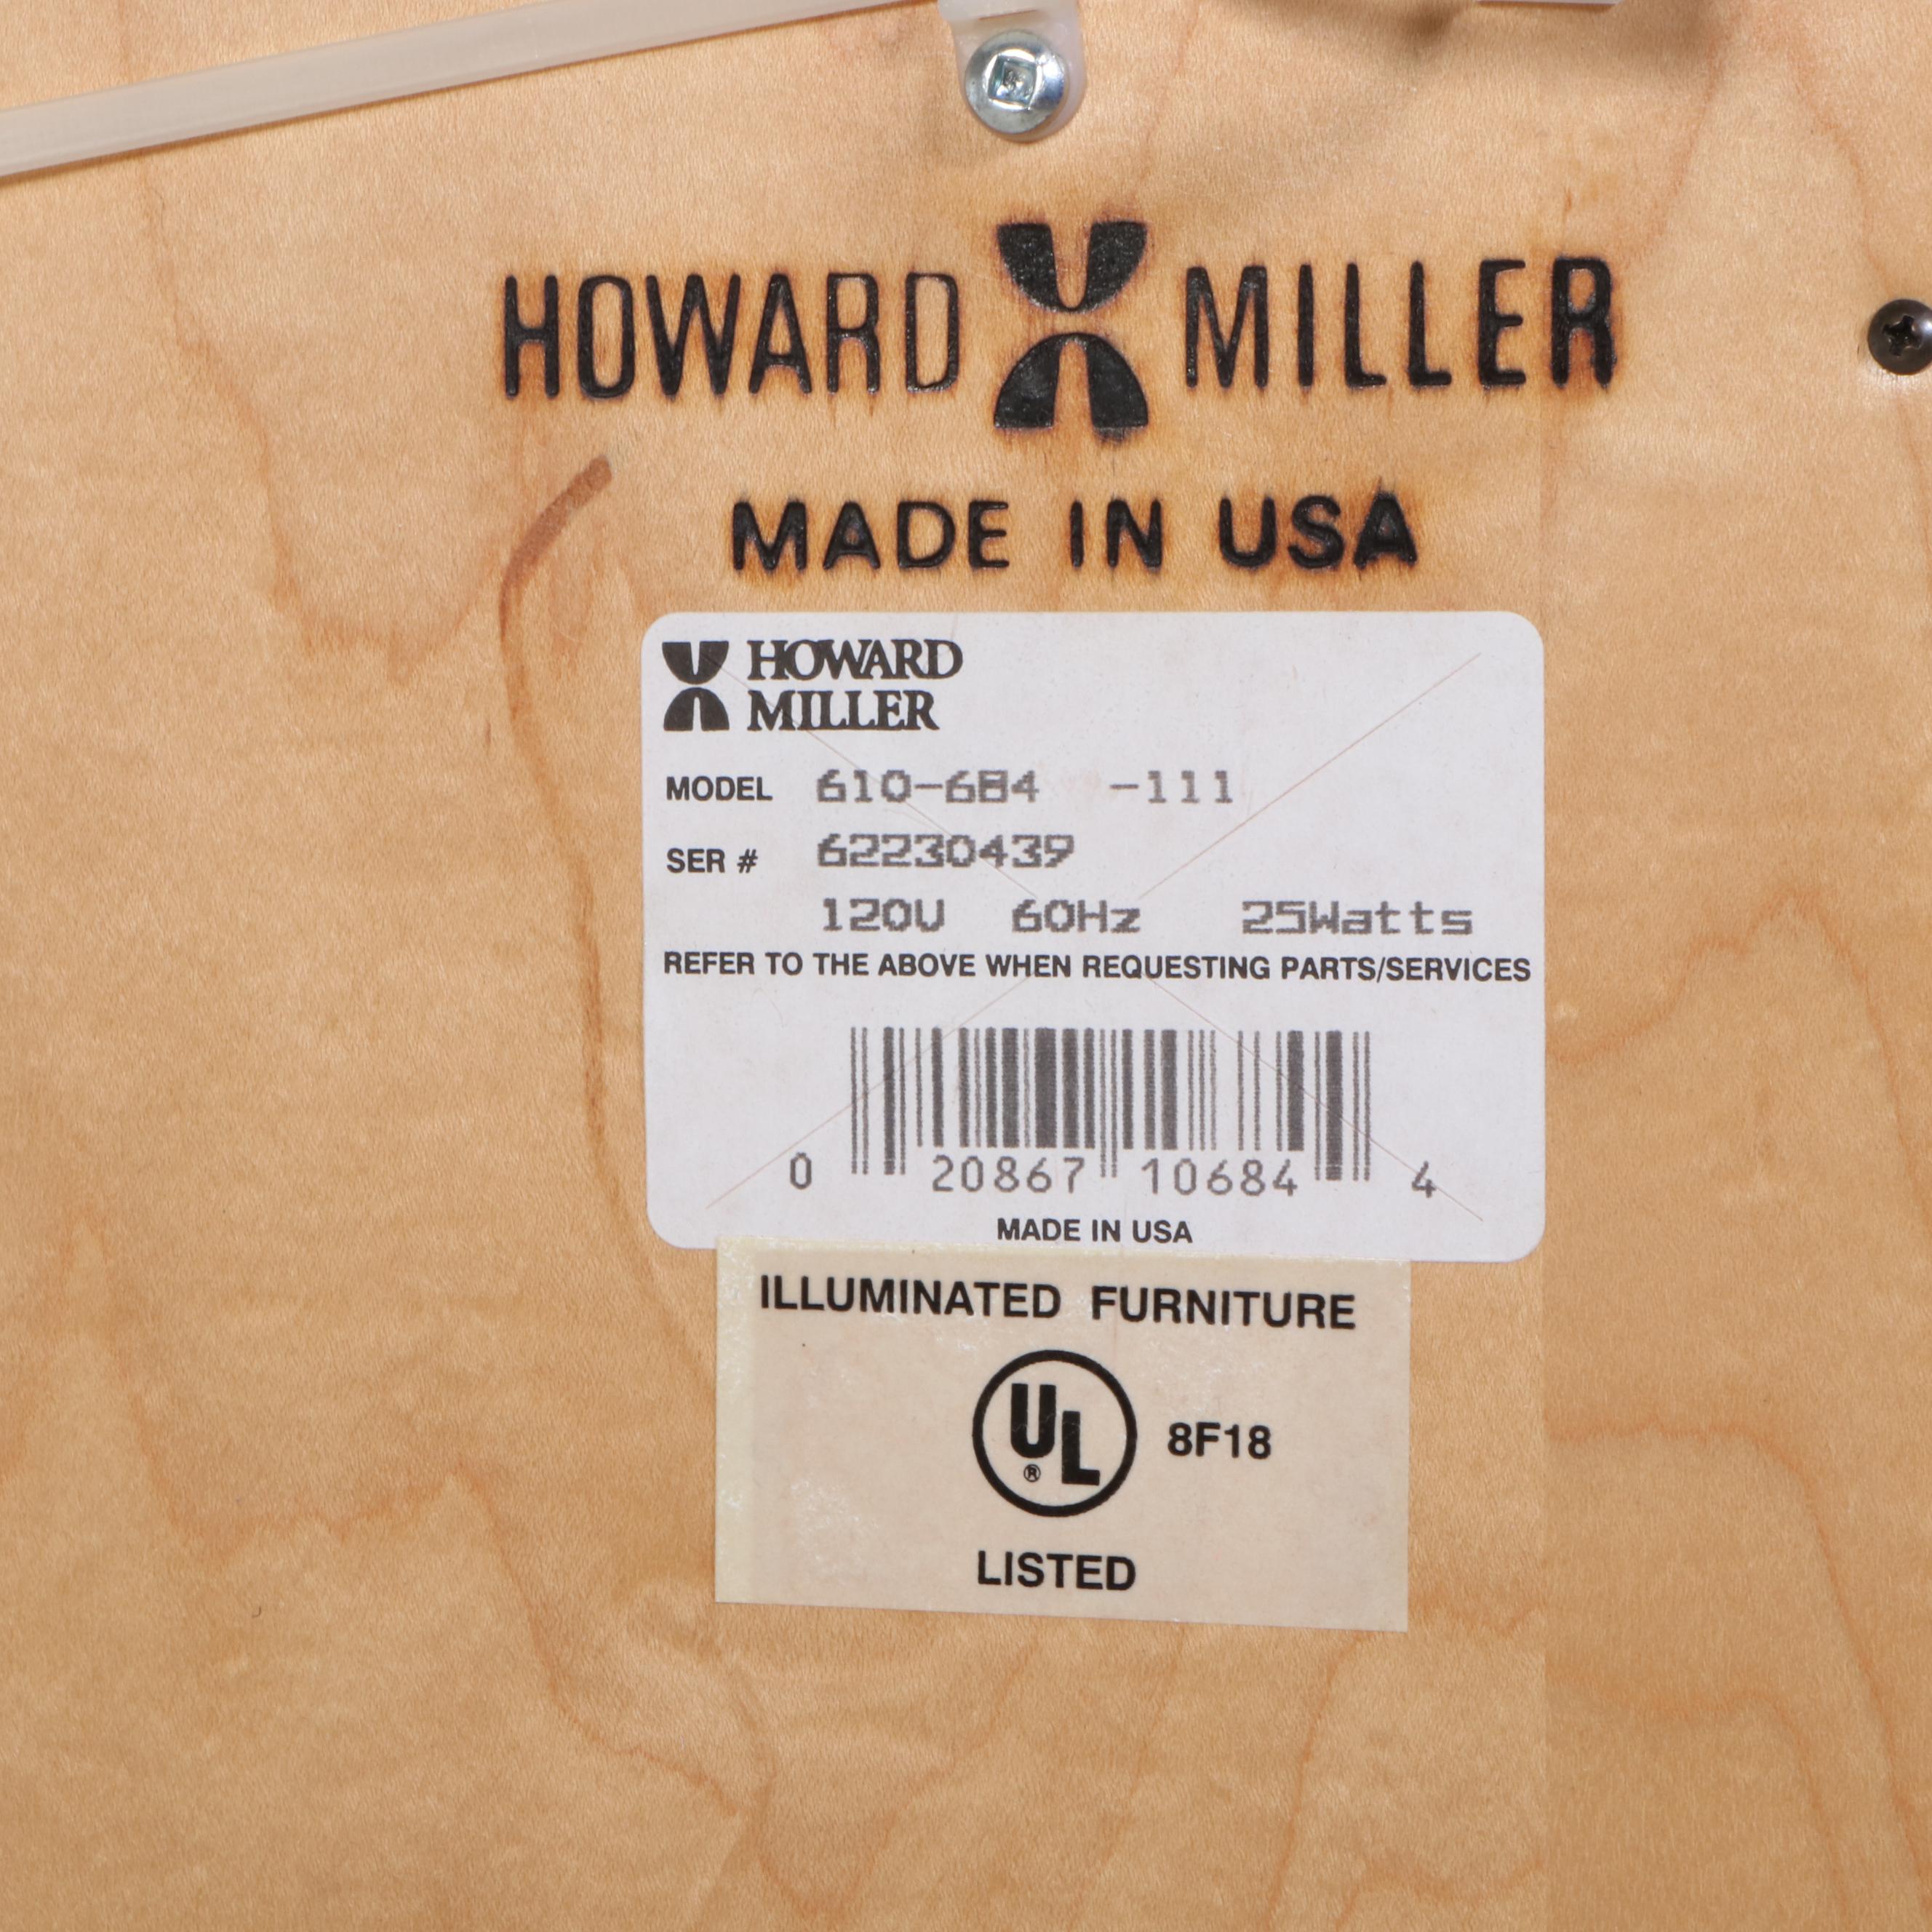 HOWARD MILLER
MADE IN USA
HOWARD
MILLER
MODEL 610-684 -111
SER # 62230439
120V 60Hz 25Watts
REFER TO THE ABOVE WHEN REQUESTING PARTS/SERVICES
0 20867 10684 4
MADE IN USA
ILLUMINATED FURNITURE
UL® 8F18
LISTED